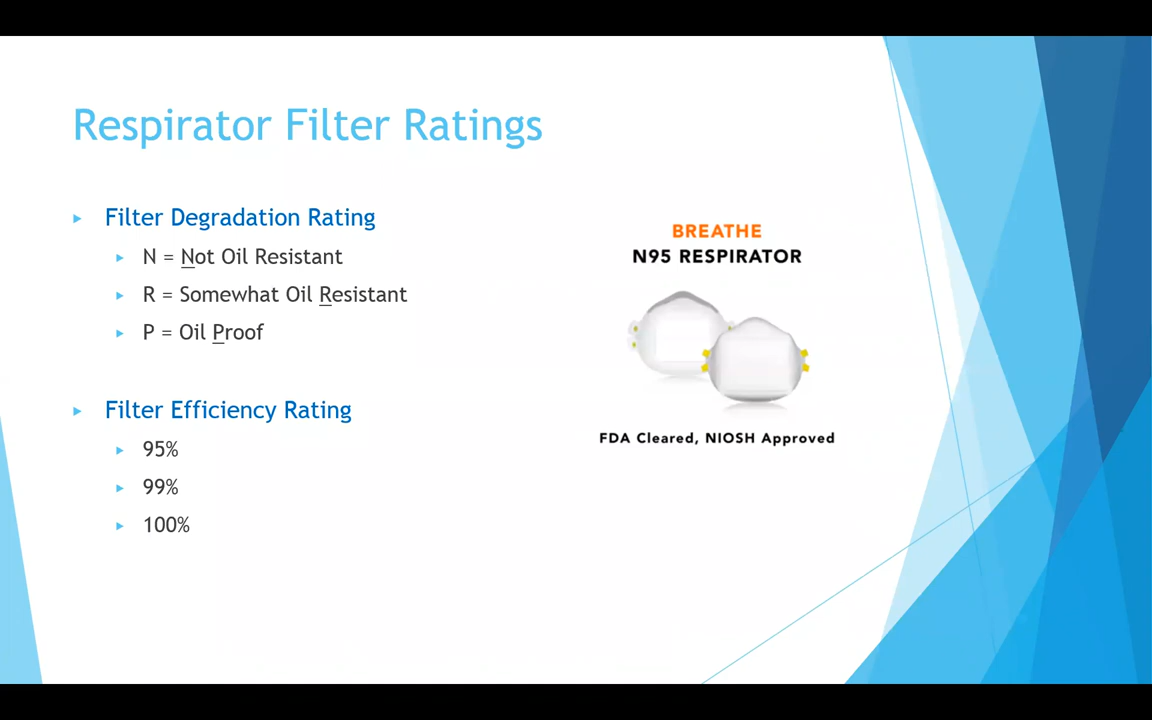 Respirator Filter Ratings
Filter Degradation Rating
N = Not Oil Resistant
R = Somewhat Oil Resistant
P = Oil Proof
Filter Efficiency Rating
95%
99%
100%
BREATHE
N95 RESPIRATOR
FDA Cleared, NIOSH Approved